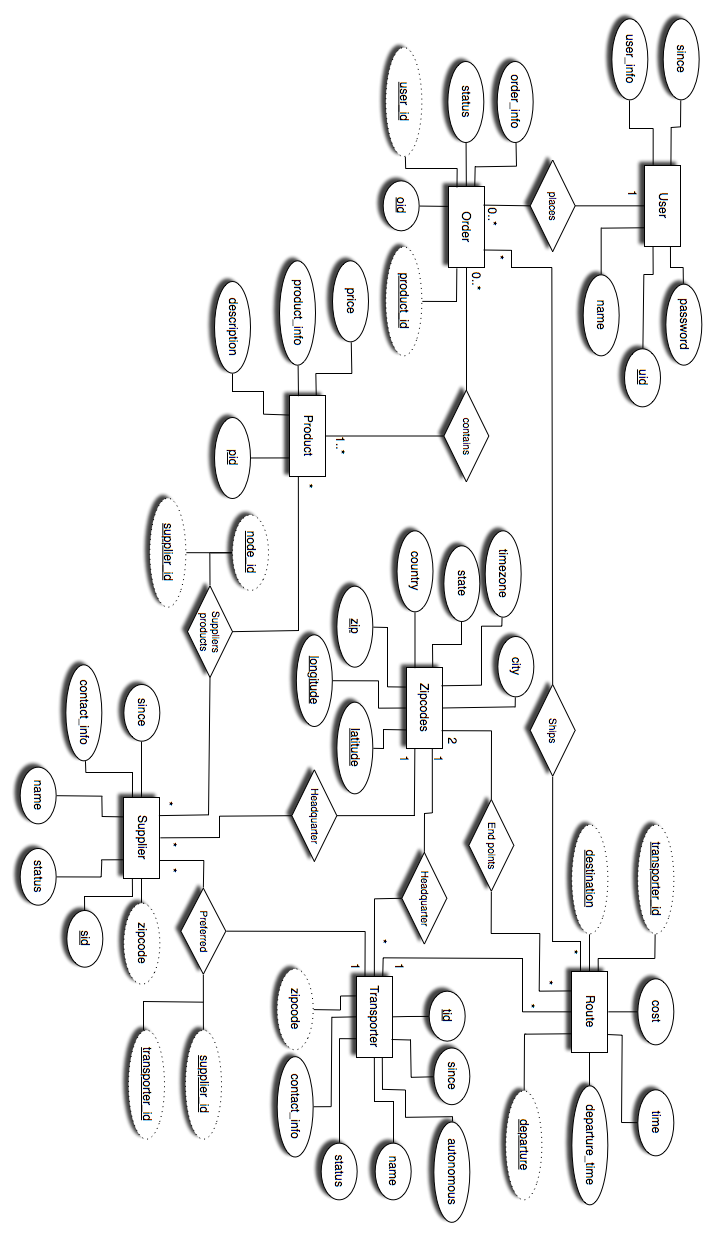 since
password
user_info
User
uid
1
name
transporter_id
cost
time
destination
Route
departure_time
*
*
*
departure
places
Ships
order_info
status
user_id
0..*
*
Order
0..*
oid
product_id
contains
timezone
state
country
zip
longitude
latitude
city
Zipcodes
2
1
1
End points
Headquarter
Headquarter
*
1
1
tid
since
autonomous
name
status
contact_info
zipcode
Transporter
price
product_info
description
1..*
Product
*
pid
node_id
supplier_id
Suppliers
products
Preferred
supplier_id
transporter_id
*
*
*
since
contact_info
name
status
sid
zipcode
Supplier